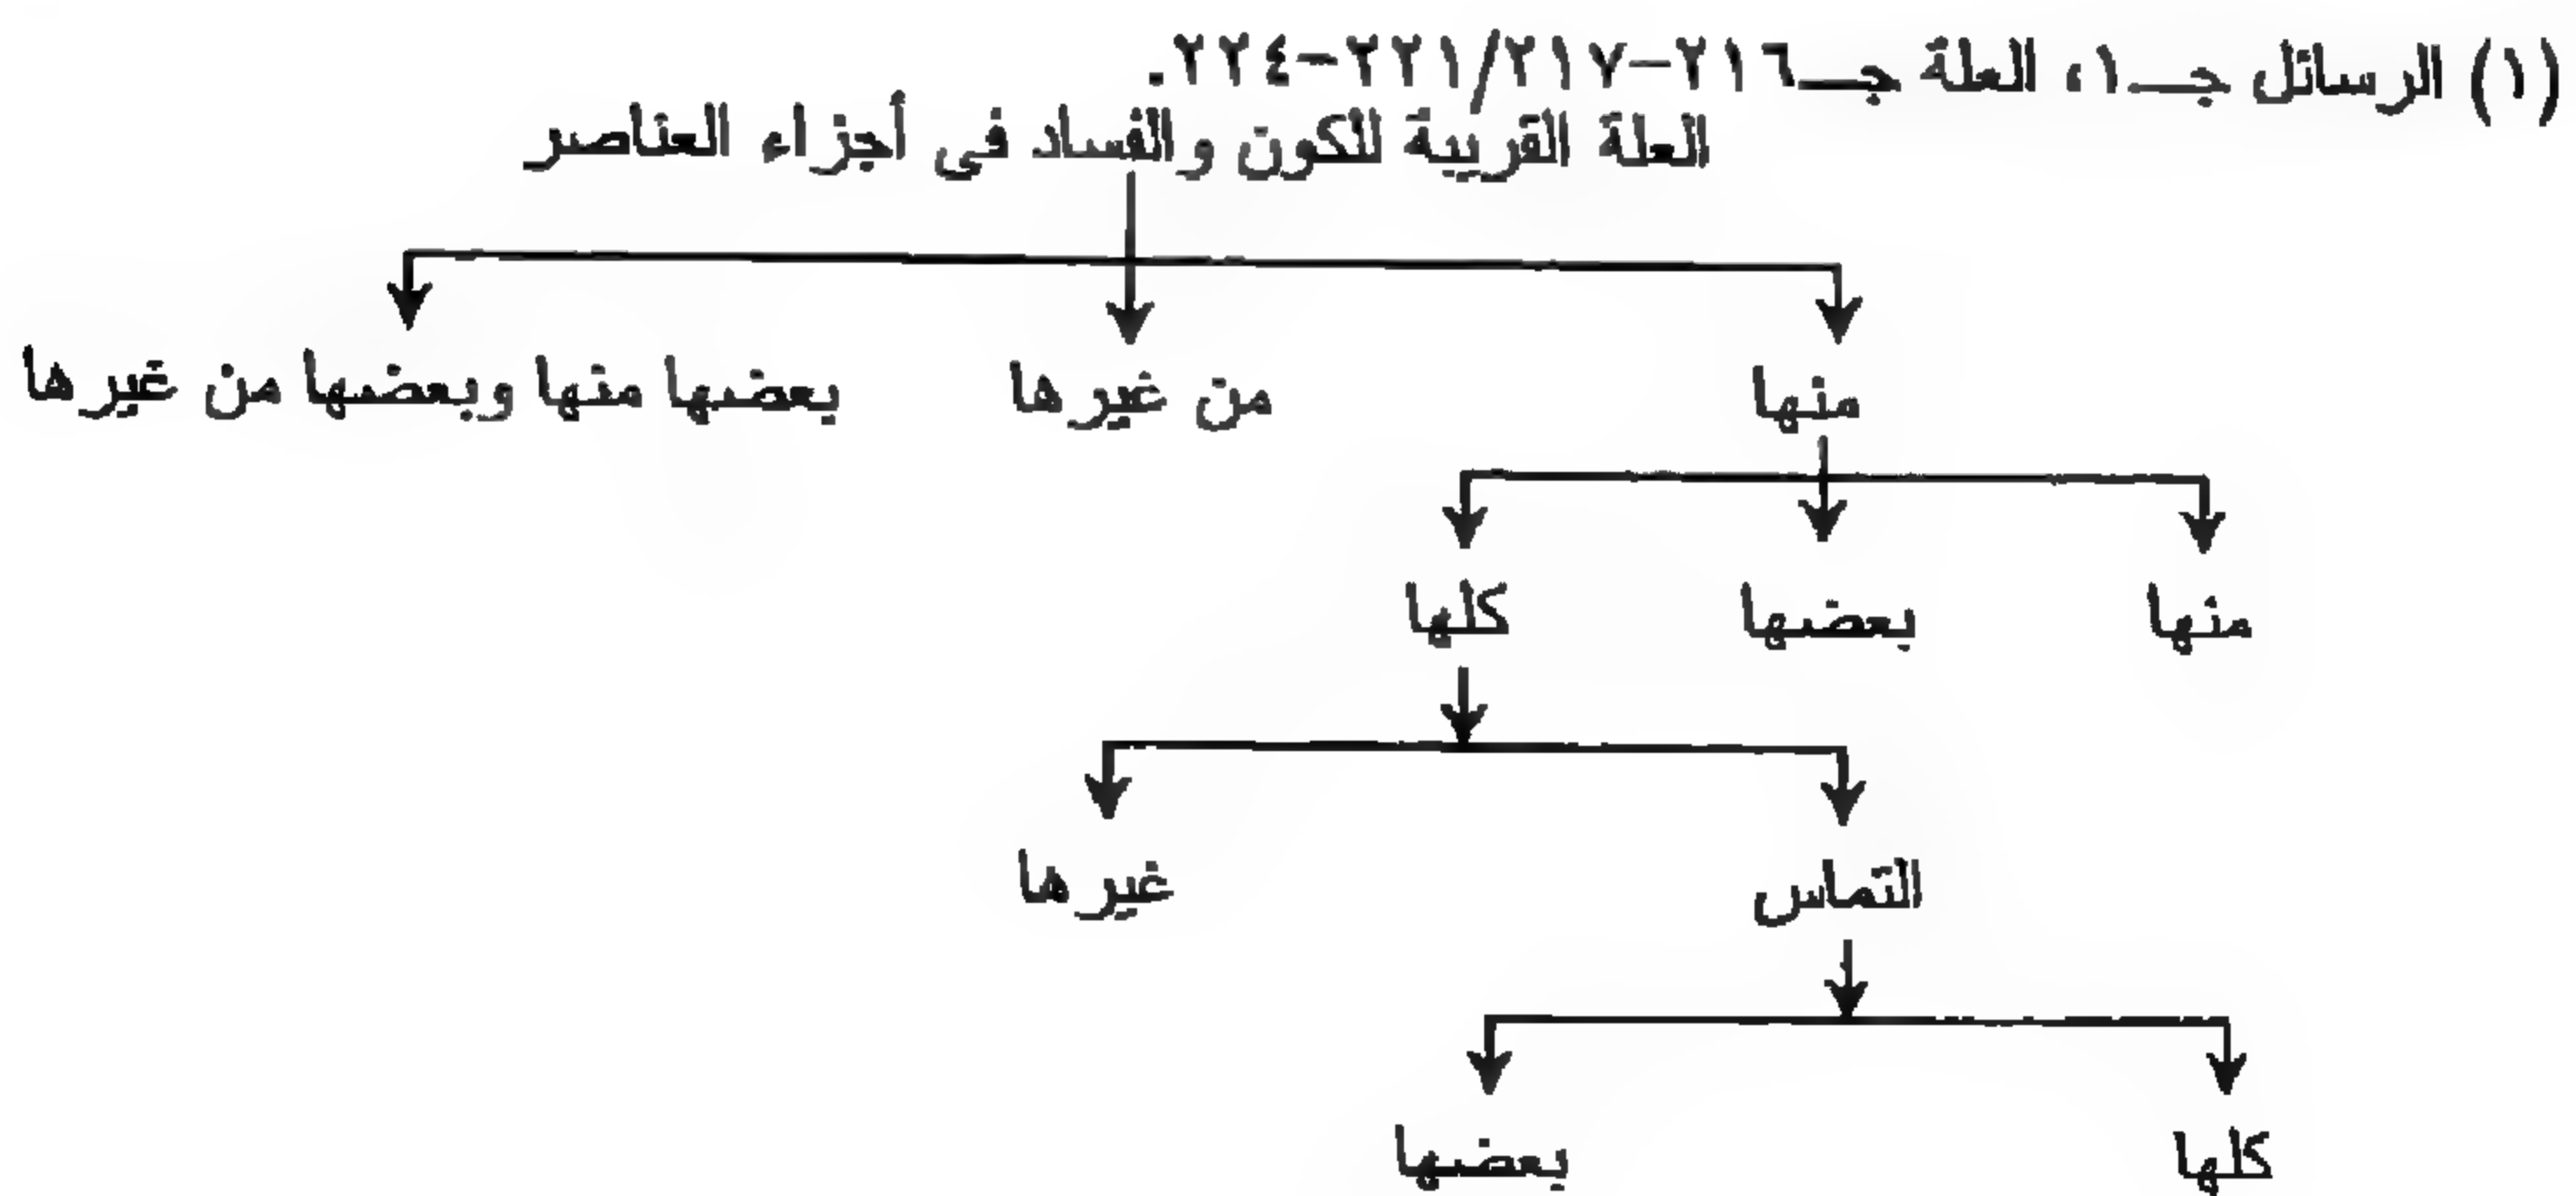 (١) الرسائل جـ١، العلة جـ٢١٦-٢١٧/٢٢١-٢٢٤.
العلة القريبة للكون والفساد فى أجزاء العناصر
منها
من غيرها
بعضها منها وبعضها من غيرها
منها
بعضها
كلها
التماس
غيرها
كلها
بعضها